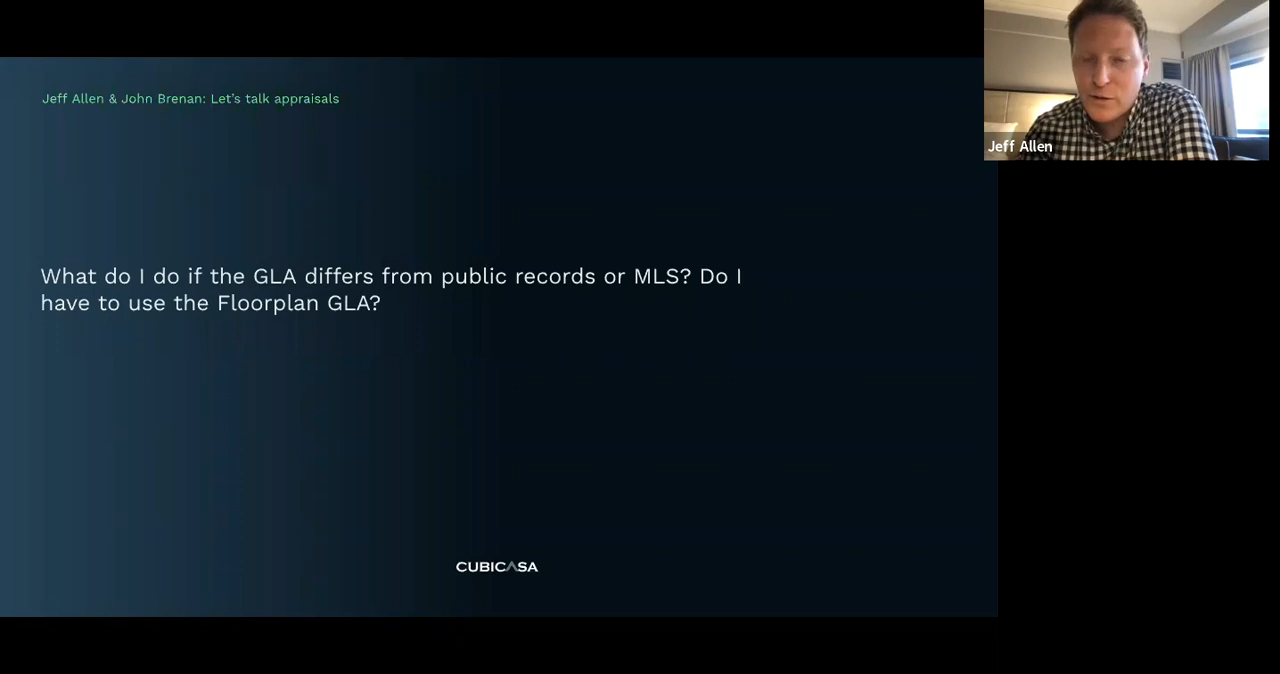 Jeff Allen & John Brenan: Let's talk appraisals
Jeff Allen
What do I do if the GLA differs from public records or MLS? Do I
have to use the Floorplan GLA?
CUBICASA